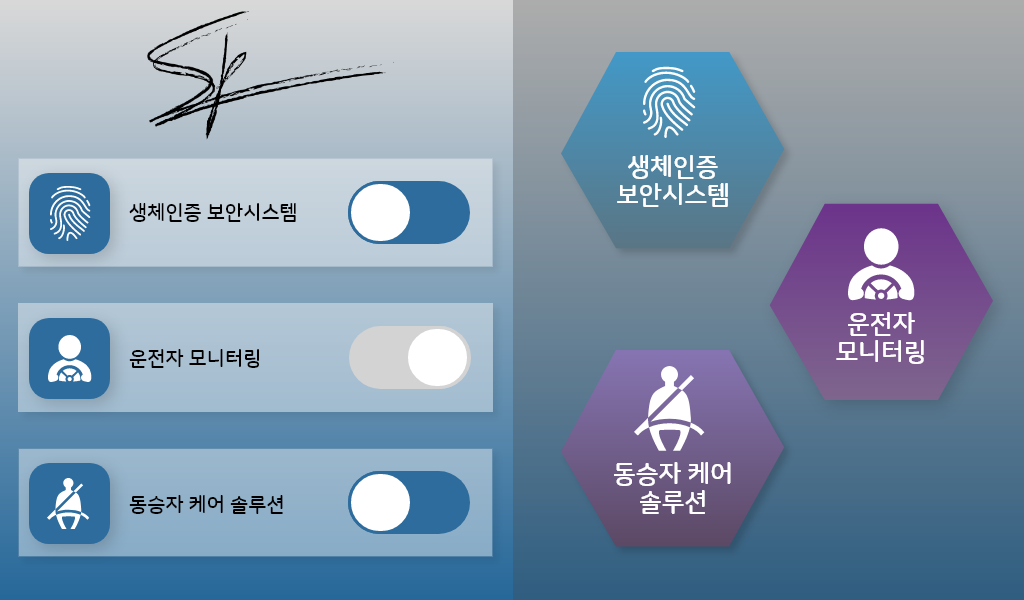 생체인증 보안시스템
운전자 모니터링
동승자 케어 솔루션
생체인증
보안시스템
운전자
모니터링
동승자 케어
솔루션